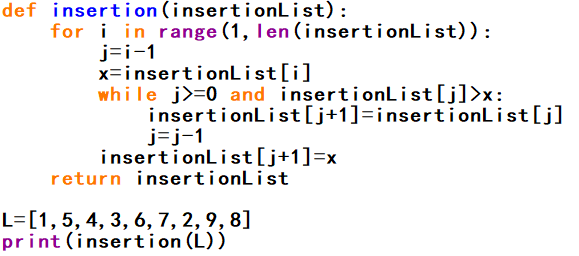 def insertion(insertionList):
    for i in range(1,len(insertionList)):
        j=i-1
        x=insertionList[i]
        while j>=0 and insertionList[j]>x:
            insertionList[j+1]=insertionList[j]
            j=j-1
        insertionList[j+1]=x
    return insertionList

L=[1,5,4,3,6,7,2,9,8]
print(insertion(L))